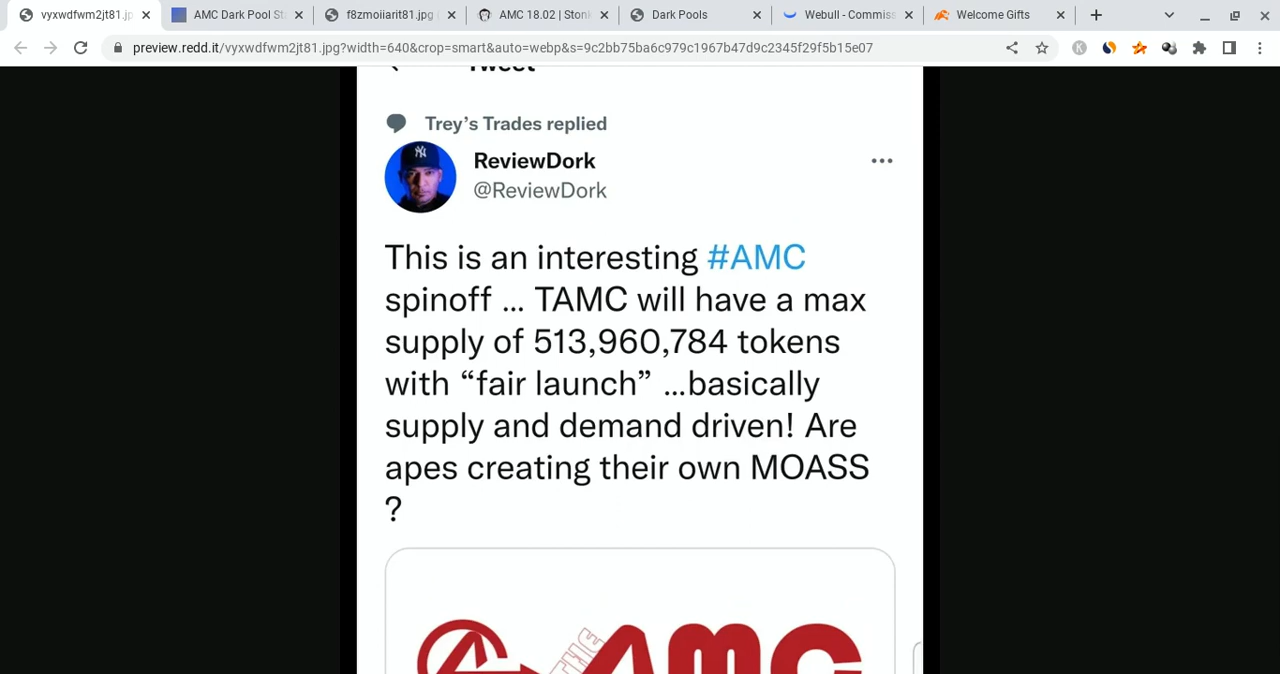 vyxwdfwm2jt81.jp
AMC Dark Pool St
f8zmoiiarit81.jpg (
AMC 18.02 | Stonk
Dark Pools
Webull - Commiss
Welcome Gifts
preview.redd.it/vyxwdfwm2jt81.jpg?width=640&crop=smart&auto=webp&s=9c2bb75ba6c979c1967b47d9c2345f29f5b15e07
K
Tweet
Trey’s Trades replied
ReviewDork
@ReviewDork
This is an interesting #AMC
spinoff ... TAMC will have a max
supply of 513,960,784 tokens
with “fair launch” ...basically
supply and demand driven! Are
apes creating their own MOASS
?
THE
AMC